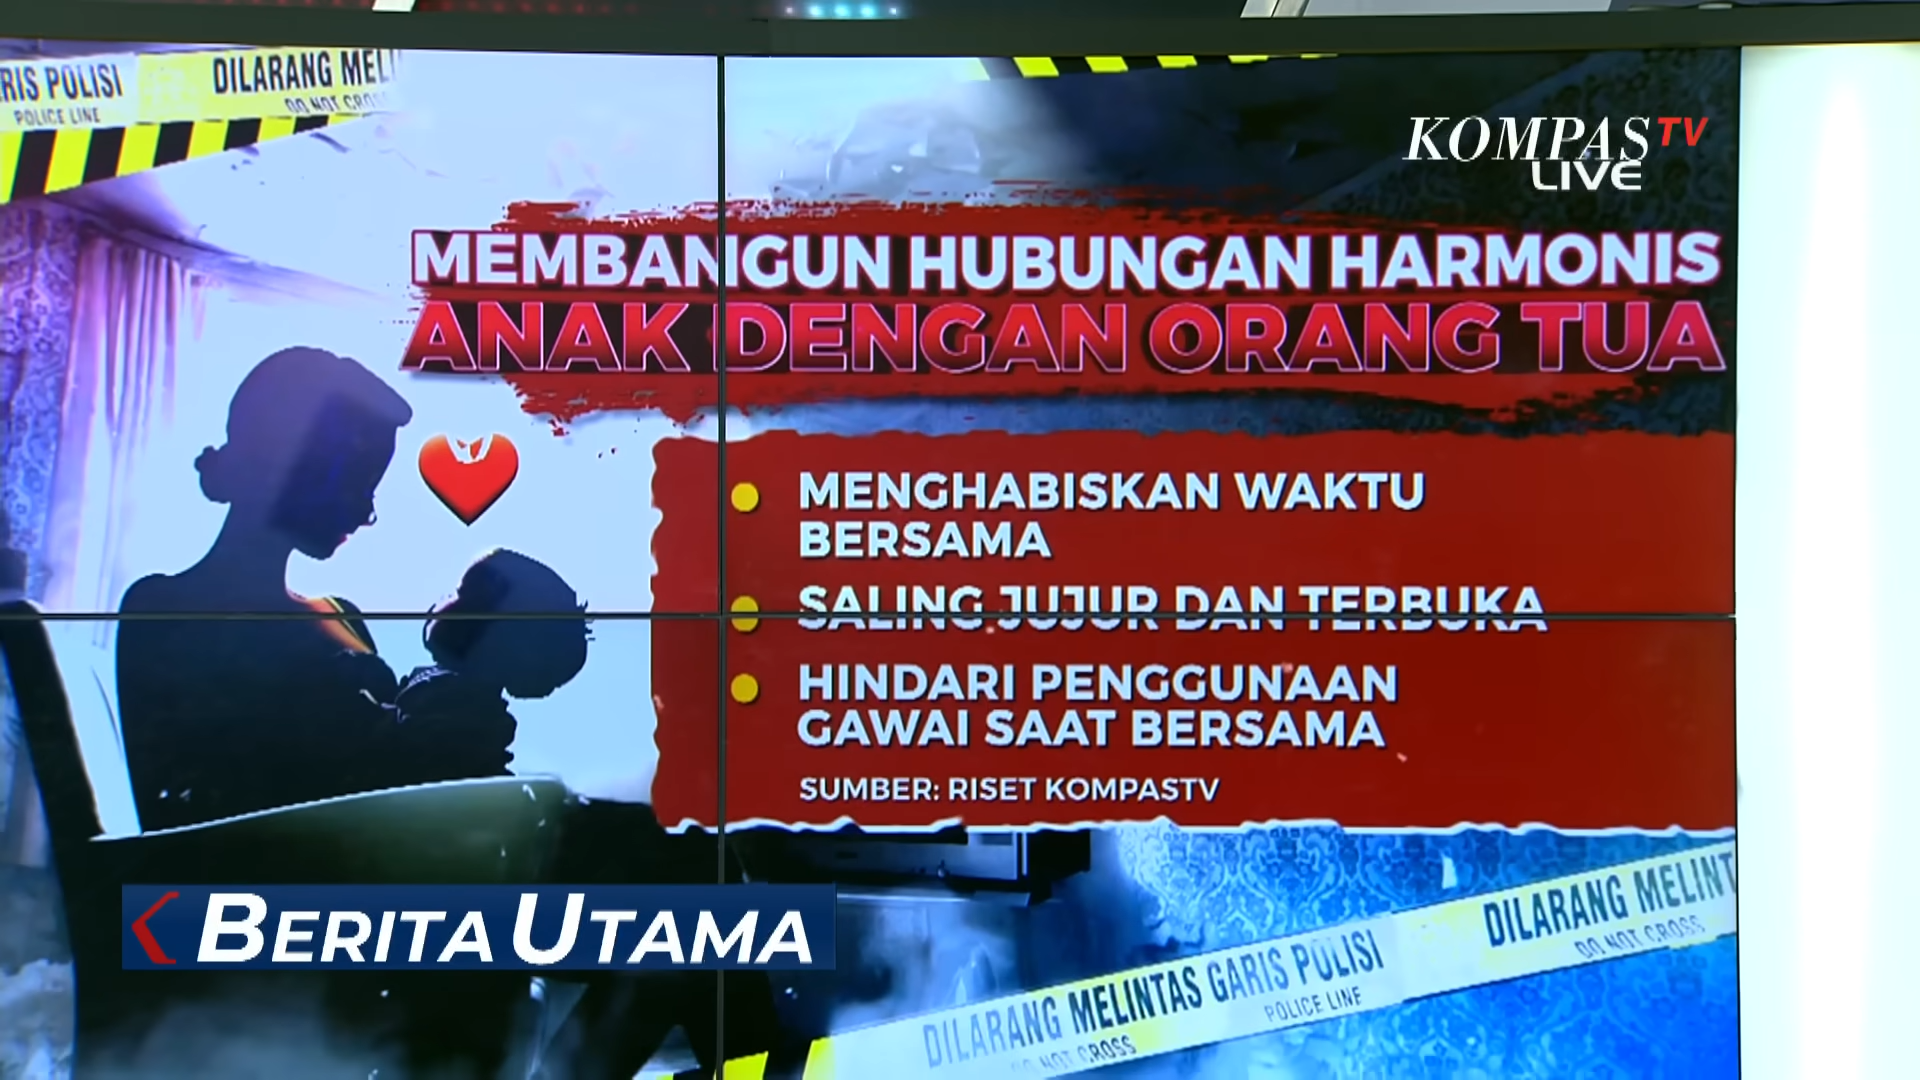 RIS POLISI
POLICE LINE
DILARANG MEL
DO NOT CROSS
KOMPAS TV
LIVE
MEMBANGUN HUBUNGAN HARMONIS
ANAK DENGAN ORANG TUA
MENGHABISKAN WAKTU
BERSAMA
SALING JUJUR DAN TERBUKA
HINDARI PENGGUNAAN
GAWAI SAAT BERSAMA
SUMBER: RISET KOMPASTV
BERITA UTAMA
DILARANG MELINTAS GARIS POLISI
DO NOT CROSS
POLICE LINE
DILARANG MELINT
DO NOT CROSS